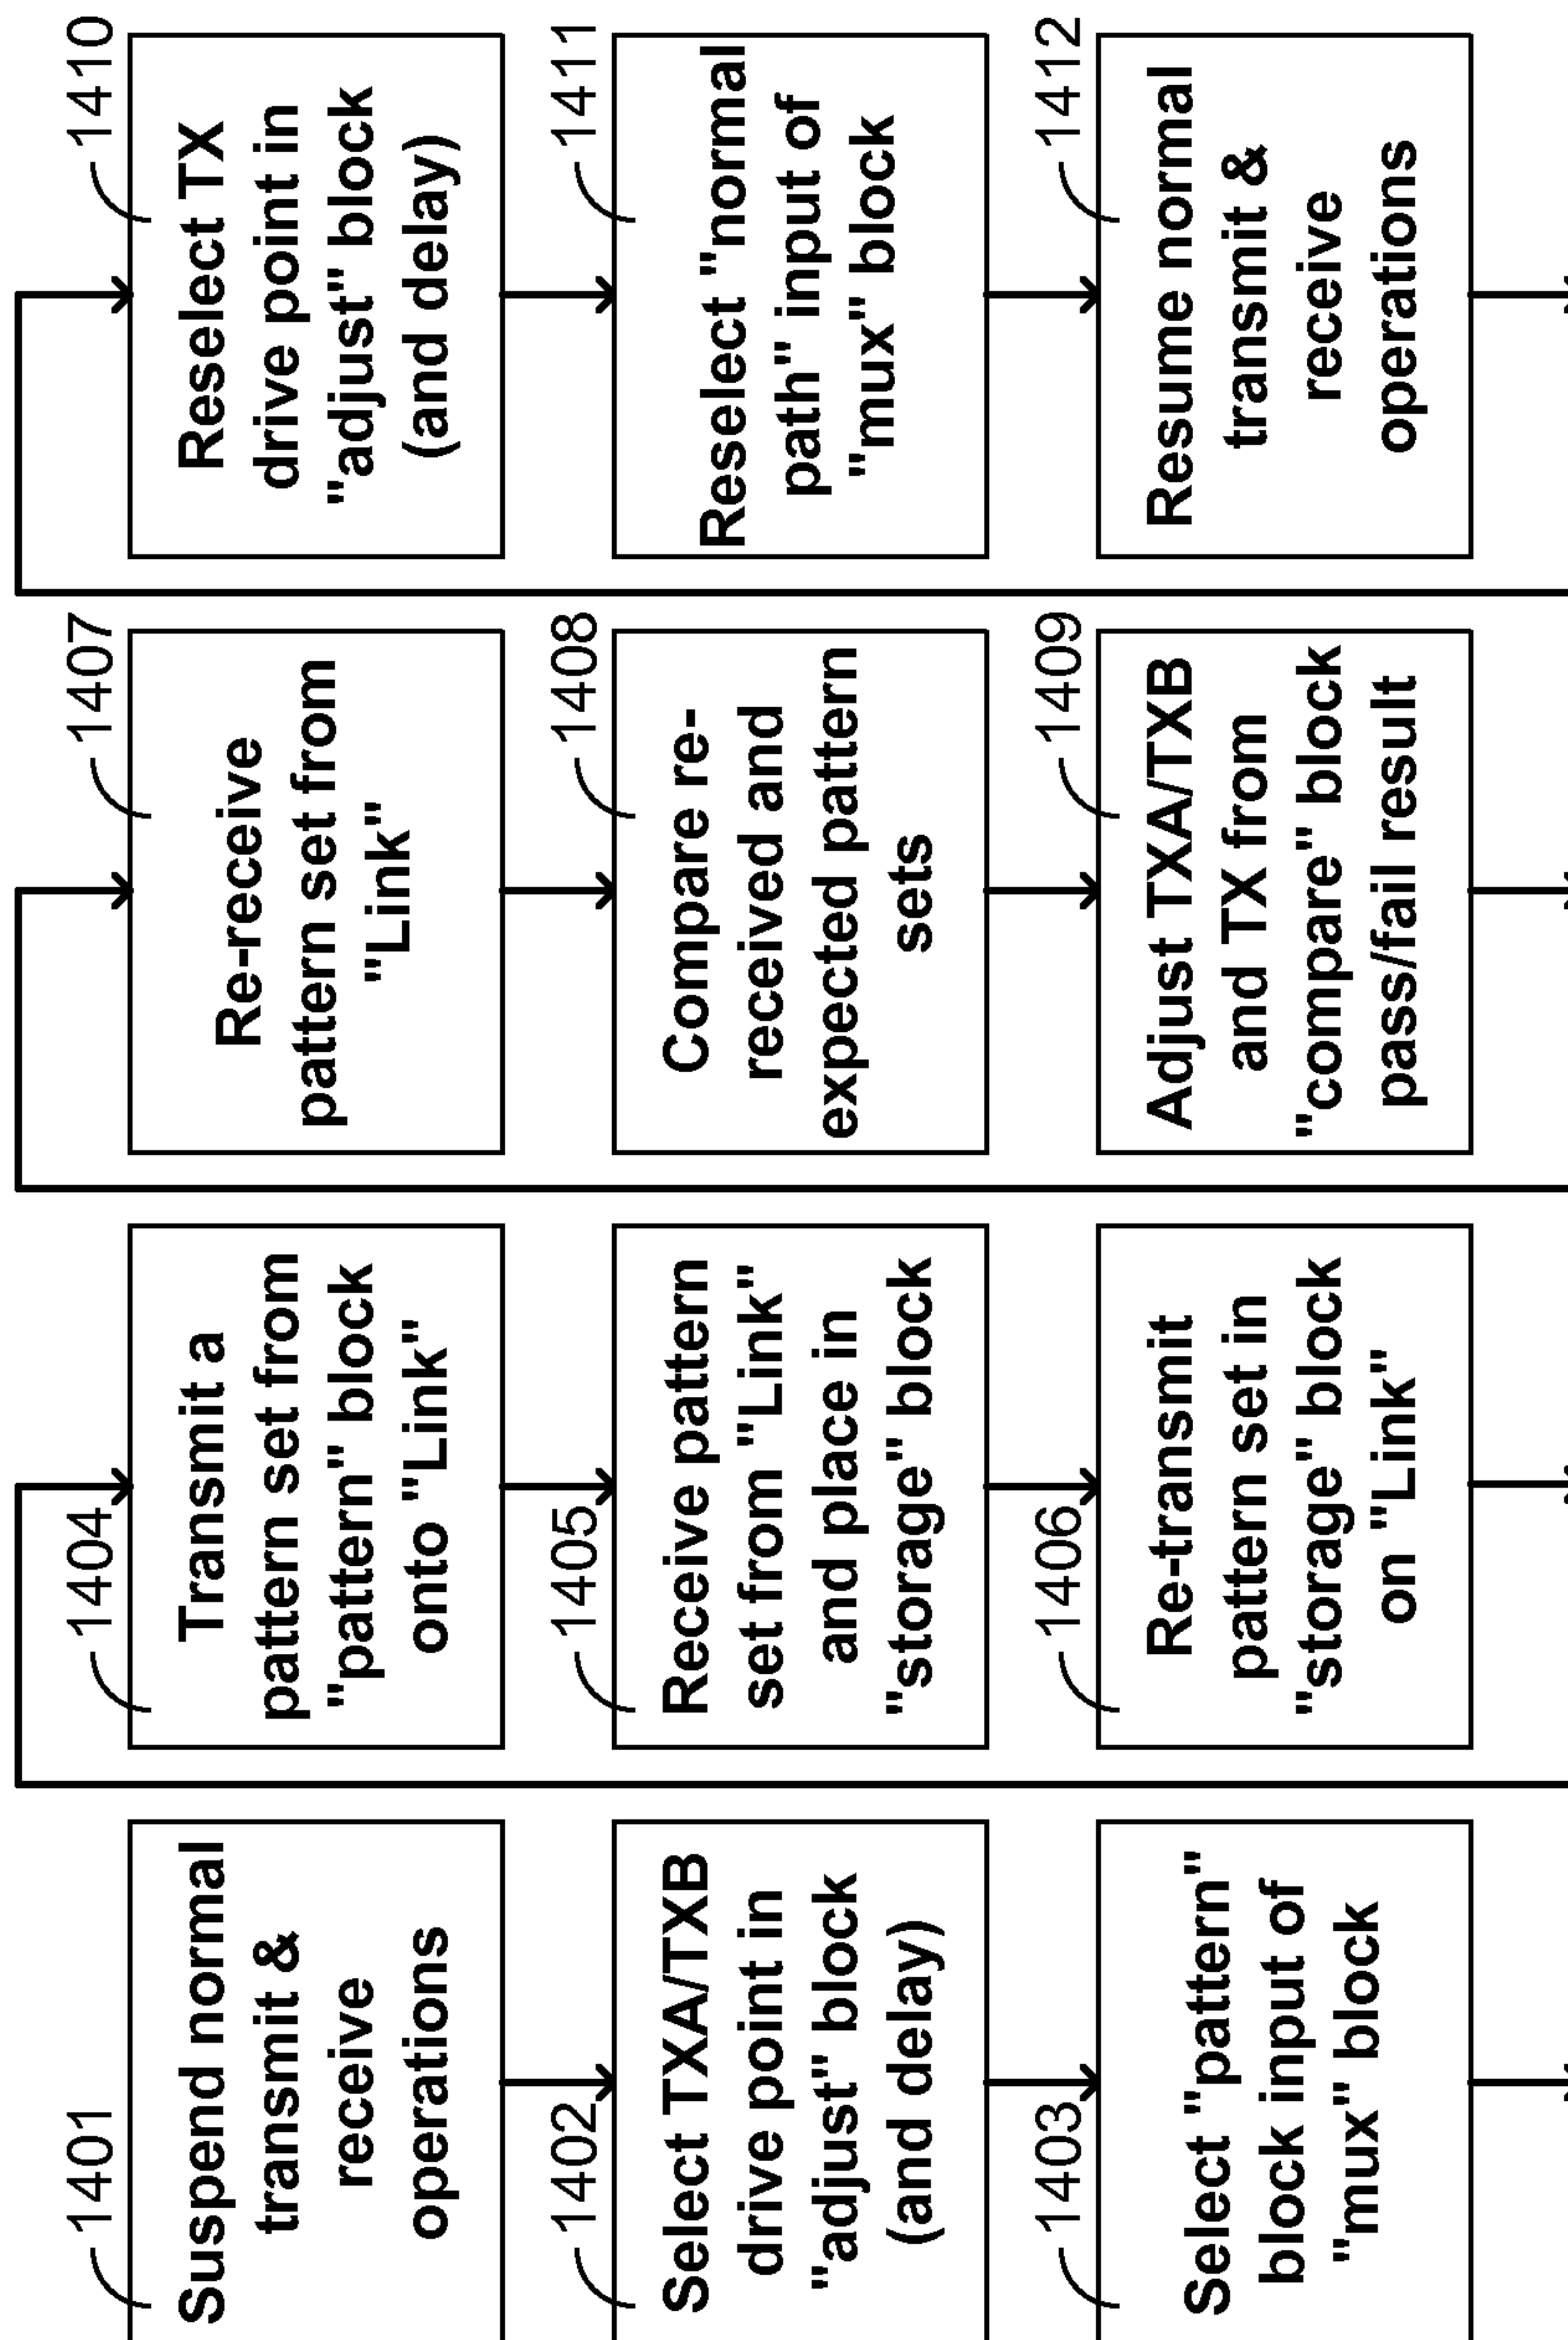 1401
Suspend normal
transmit &
receive
operations
1402
Select TXA/TXB
drive point in
"adjust" block
(and delay)
1403
Select "pattern"
block input of
"mux" block
1404
Transmit a
pattern set from
"pattern" block
onto "Link"
1405
Receive pattern
set from "Link"
and place in
"storage" block
1406
Re-transmit
pattern set in
"storage" block
on "Link"
1407
Re-receive
pattern set from
"Link"
1408
Compare re-
received and
expected pattern
sets
1409
Adjust TXA/TXB
and TX from
"compare" block
pass/fail result
1410
Reselect TX
drive point in
"adjust" block
(and delay)
1411
Reselect "normal
path" input of
"mux" block
1412
Resume normal
transmit &
receive
operations